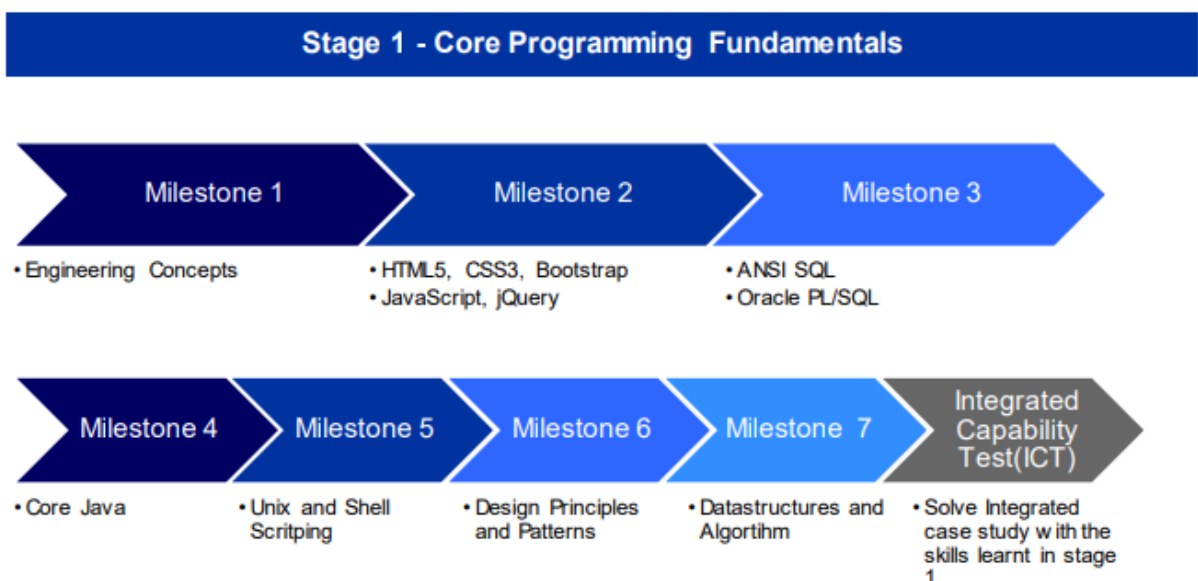 Stage 1 - Core Programming Fundamentals
Milestone 1
Milestone 2
Milestone 3
• Engineering Concepts
• HTML5, CSS3, Bootstrap
• JavaScript, jQuery
• ANSI SQL
• Oracle PL/SQL
Milestone 4
Milestone 5
Milestone 6
Milestone 7
Integrated
Capability
Test(ICT)
• Core Java
• Unix and Shell
Scritping
• Design Principles
and Patterns
• Datastructures and
Algortihm
• Solve Integrated
case study with the
skills learnt in stage
1